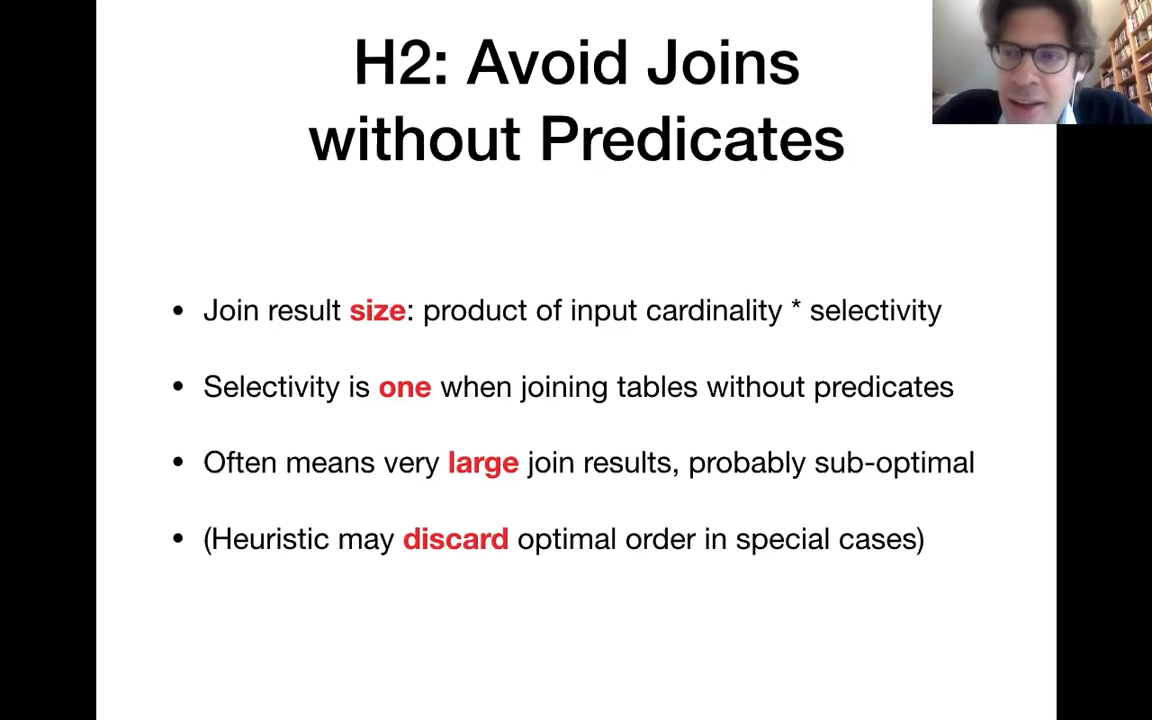 H2: Avoid Joins
without Predicates
• Join result size: product of input cardinality * selectivity
• Selectivity is one when joining tables without predicates
• Often means very large join results, probably sub-optimal
• (Heuristic may discard optimal order in special cases)